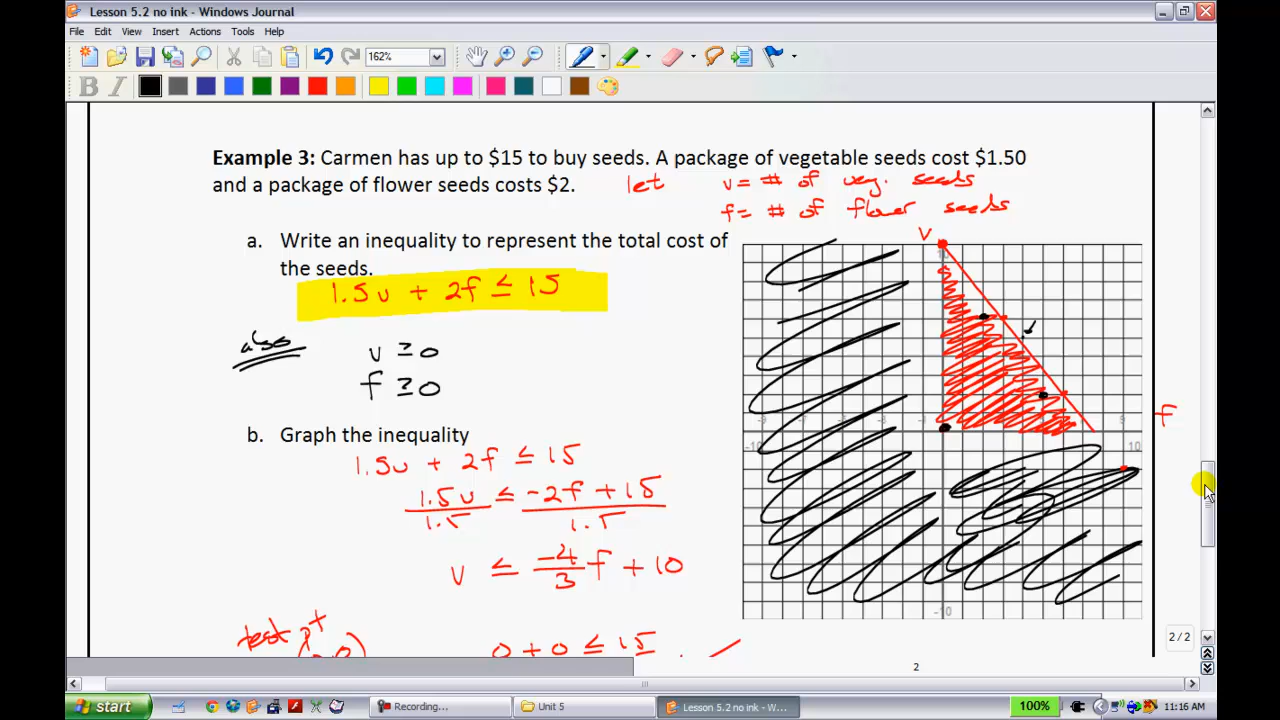 Lesson 5.2 no ink - Windows Journal
File Edit View Insert Actions Tools Help
162%
B I
Example 3: Carmen has up to $15 to buy seeds. A package of vegetable seeds cost $1.50
and a package of flower seeds costs $2.
let v = # of veg. seeds
f = # of flower seeds
a. Write an inequality to represent the total cost of
the seeds.
1.5v + 2f ≤ 15
also v ≥ 0
f ≥ 0
b. Graph the inequality
1.5v + 2f ≤ 15
1.5v ≤ -2f + 15
1.5 1.5
v ≤ -4/3 f + 10
test pt
0 + 0 ≤ 15
v
10
f
-10
5
10
-10
2/2
2
start
Recording...
Unit 5
Lesson 5.2 no ink - W...
100%
11:16 AM